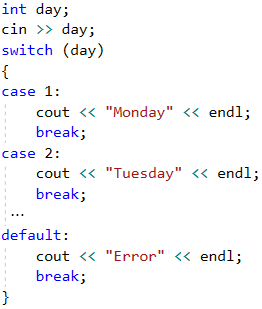 int day;
cin >> day;
switch (day)
{
case 1:
    cout << "Monday" << endl;
    break;
case 2:
    cout << "Tuesday" << endl;
    break;
...
default:
    cout << "Error" << endl;
    break;
}